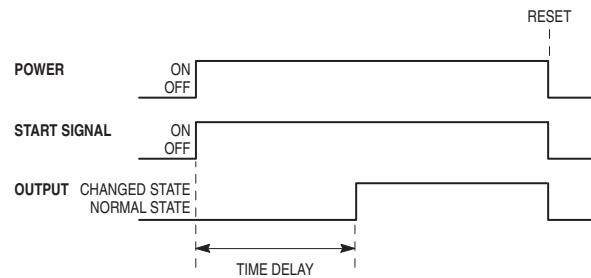 RESET
POWER ON
OFF
START SIGNAL ON
OFF
OUTPUT CHANGED STATE
NORMAL STATE
TIME DELAY